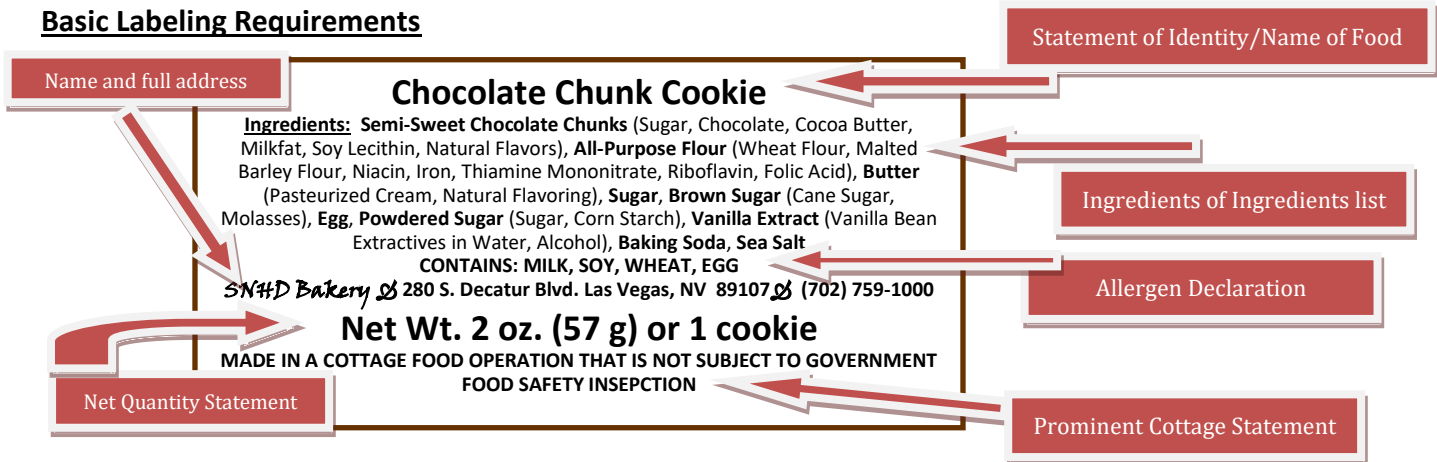 Basic Labeling Requirements
Statement of Identity/Name of Food
Name and full address
Chocolate Chunk Cookie
Ingredients: Semi-Sweet Chocolate Chunks (Sugar, Chocolate, Cocoa Butter,
Milkfat, Soy Lecithin, Natural Flavors), All-Purpose Flour (Wheat Flour, Malted
Barley Flour, Niacin, Iron, Thiamine Mononitrate, Riboflavin, Folic Acid), Butter
(Pasteurized Cream, Natural Flavoring), Sugar, Brown Sugar (Cane Sugar,
Molasses), Egg, Powdered Sugar (Sugar, Corn Starch), Vanilla Extract (Vanilla Bean
Extractives in Water, Alcohol), Baking Soda, Sea Salt
Ingredients of Ingredients list
CONTAINS: MILK, SOY, WHEAT, EGG
Allergen Declaration
SNHD Bakery 280 S. Decatur Blvd. Las Vegas, NV 89107 (702) 759-1000
Net Wt. 2 oz. (57 g) or 1 cookie
MADE IN A COTTAGE FOOD OPERATION THAT IS NOT SUBJECT TO GOVERNMENT
FOOD SAFETY INSEPCTION
Net Quantity Statement
Prominent Cottage Statement